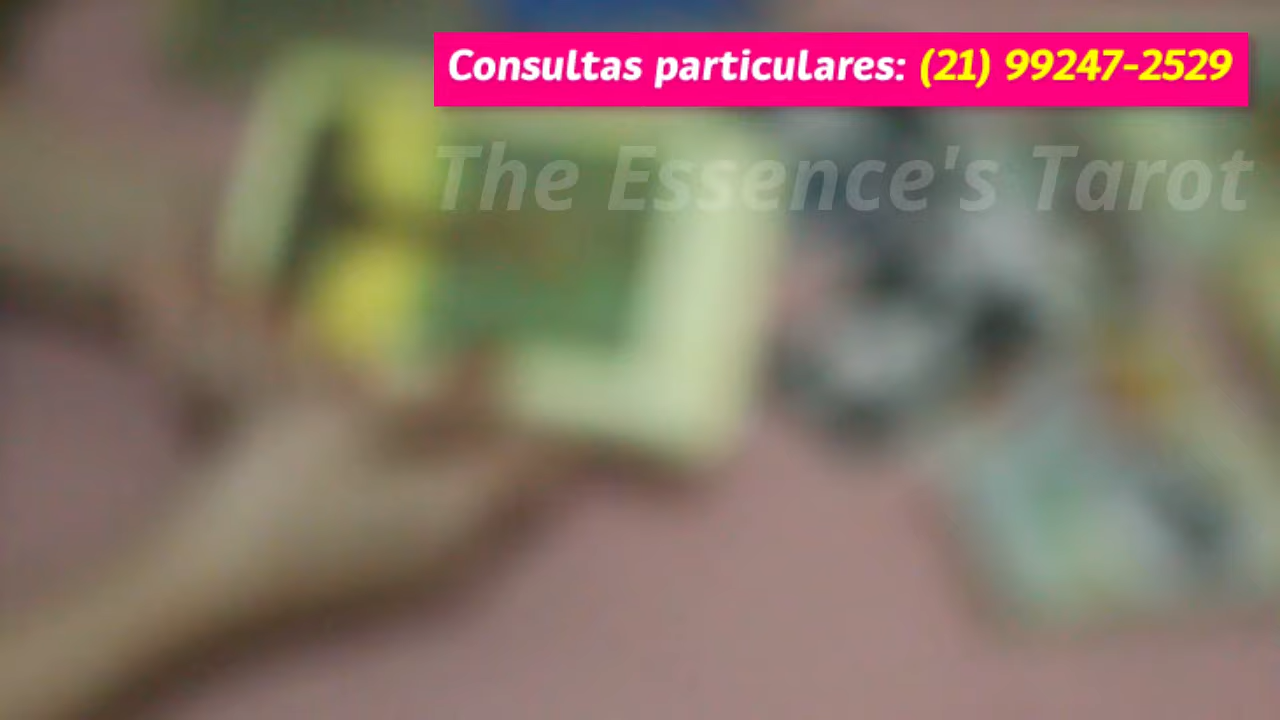 Consultas particulares: (21) 99247-2529
The Essence's Tarot